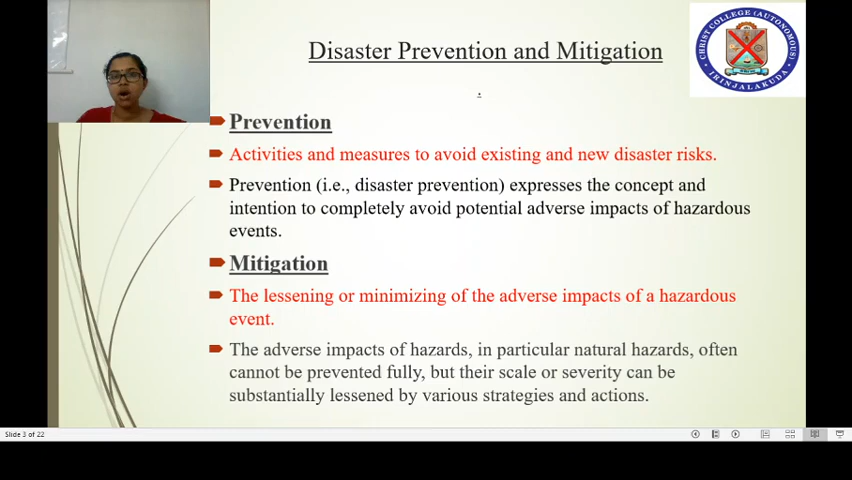 Disaster Prevention and Mitigation
.
Prevention
Activities and measures to avoid existing and new disaster risks.
Prevention (i.e., disaster prevention) expresses the concept and
intention to completely avoid potential adverse impacts of hazardous
events.
Mitigation
The lessening or minimizing of the adverse impacts of a hazardous
event.
The adverse impacts of hazards, in particular natural hazards, often
cannot be prevented fully, but their scale or severity can be
substantially lessened by various strategies and actions.
CHRIST COLLEGE (AUTONOMOUS)
IRINJALAKUDA
Slide 3 of 22